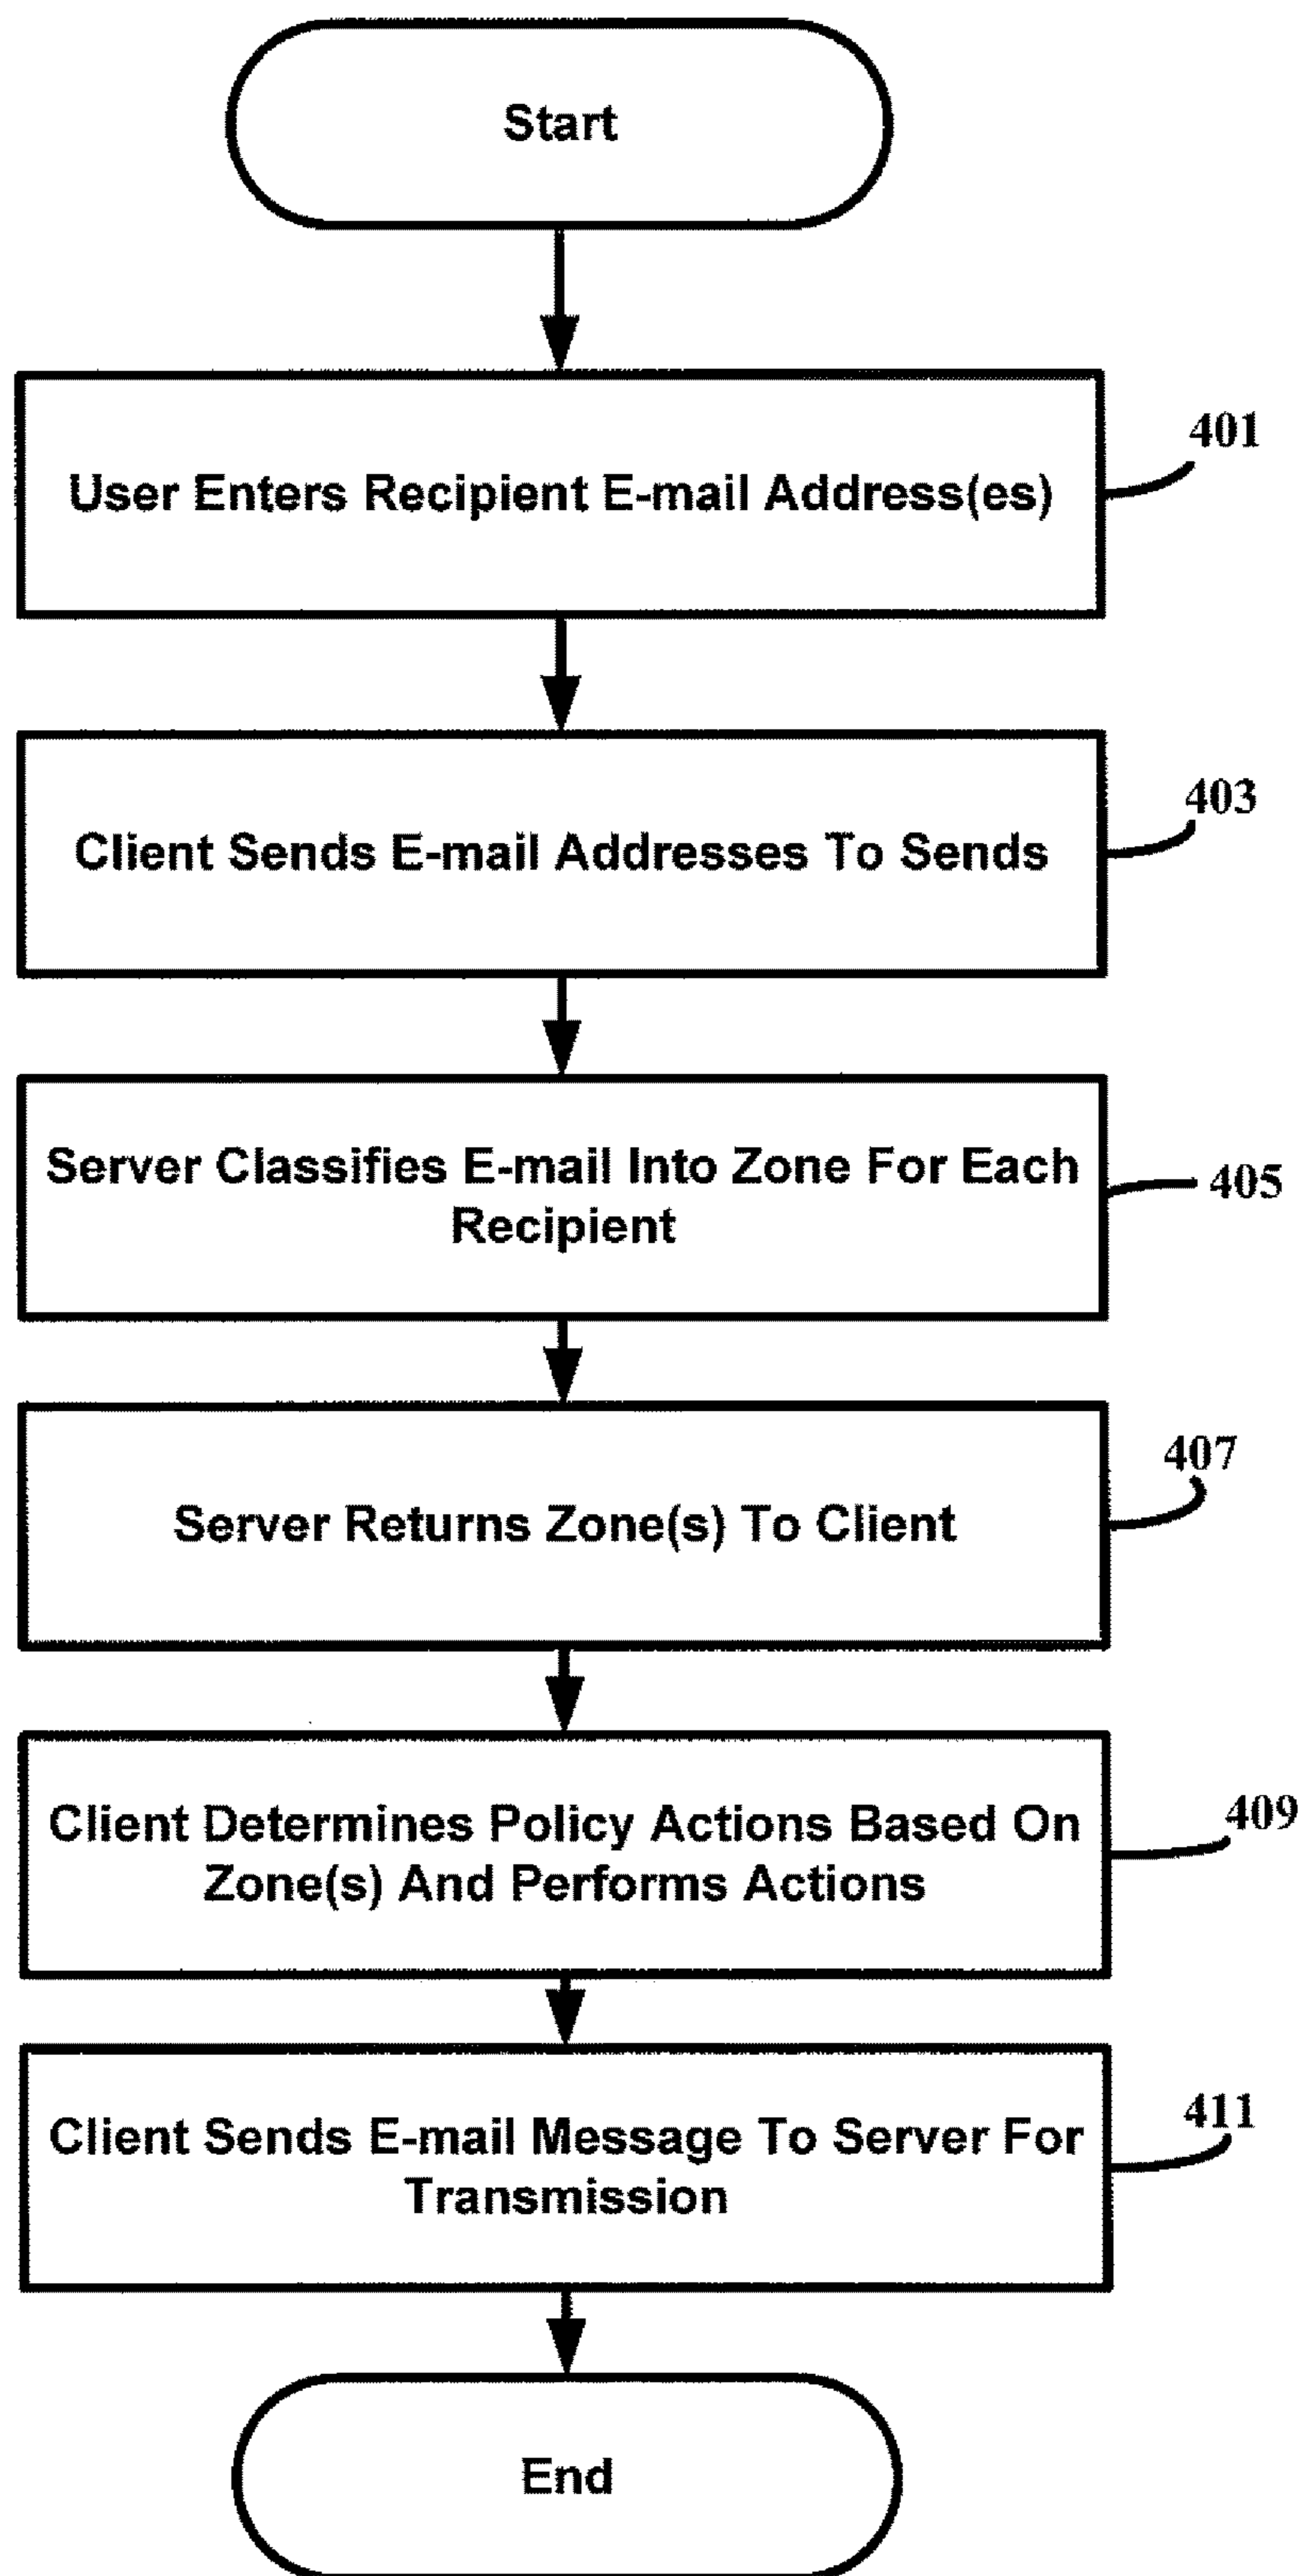 Start
User Enters Recipient E-mail Address(es)
401
Client Sends E-mail Addresses To Sends
403
Server Classifies E-mail Into Zone For Each
Recipient
405
Server Returns Zone(s) To Client
407
Client Determines Policy Actions Based On
Zone(s) And Performs Actions
409
Client Sends E-mail Message To Server For
Transmission
411
End